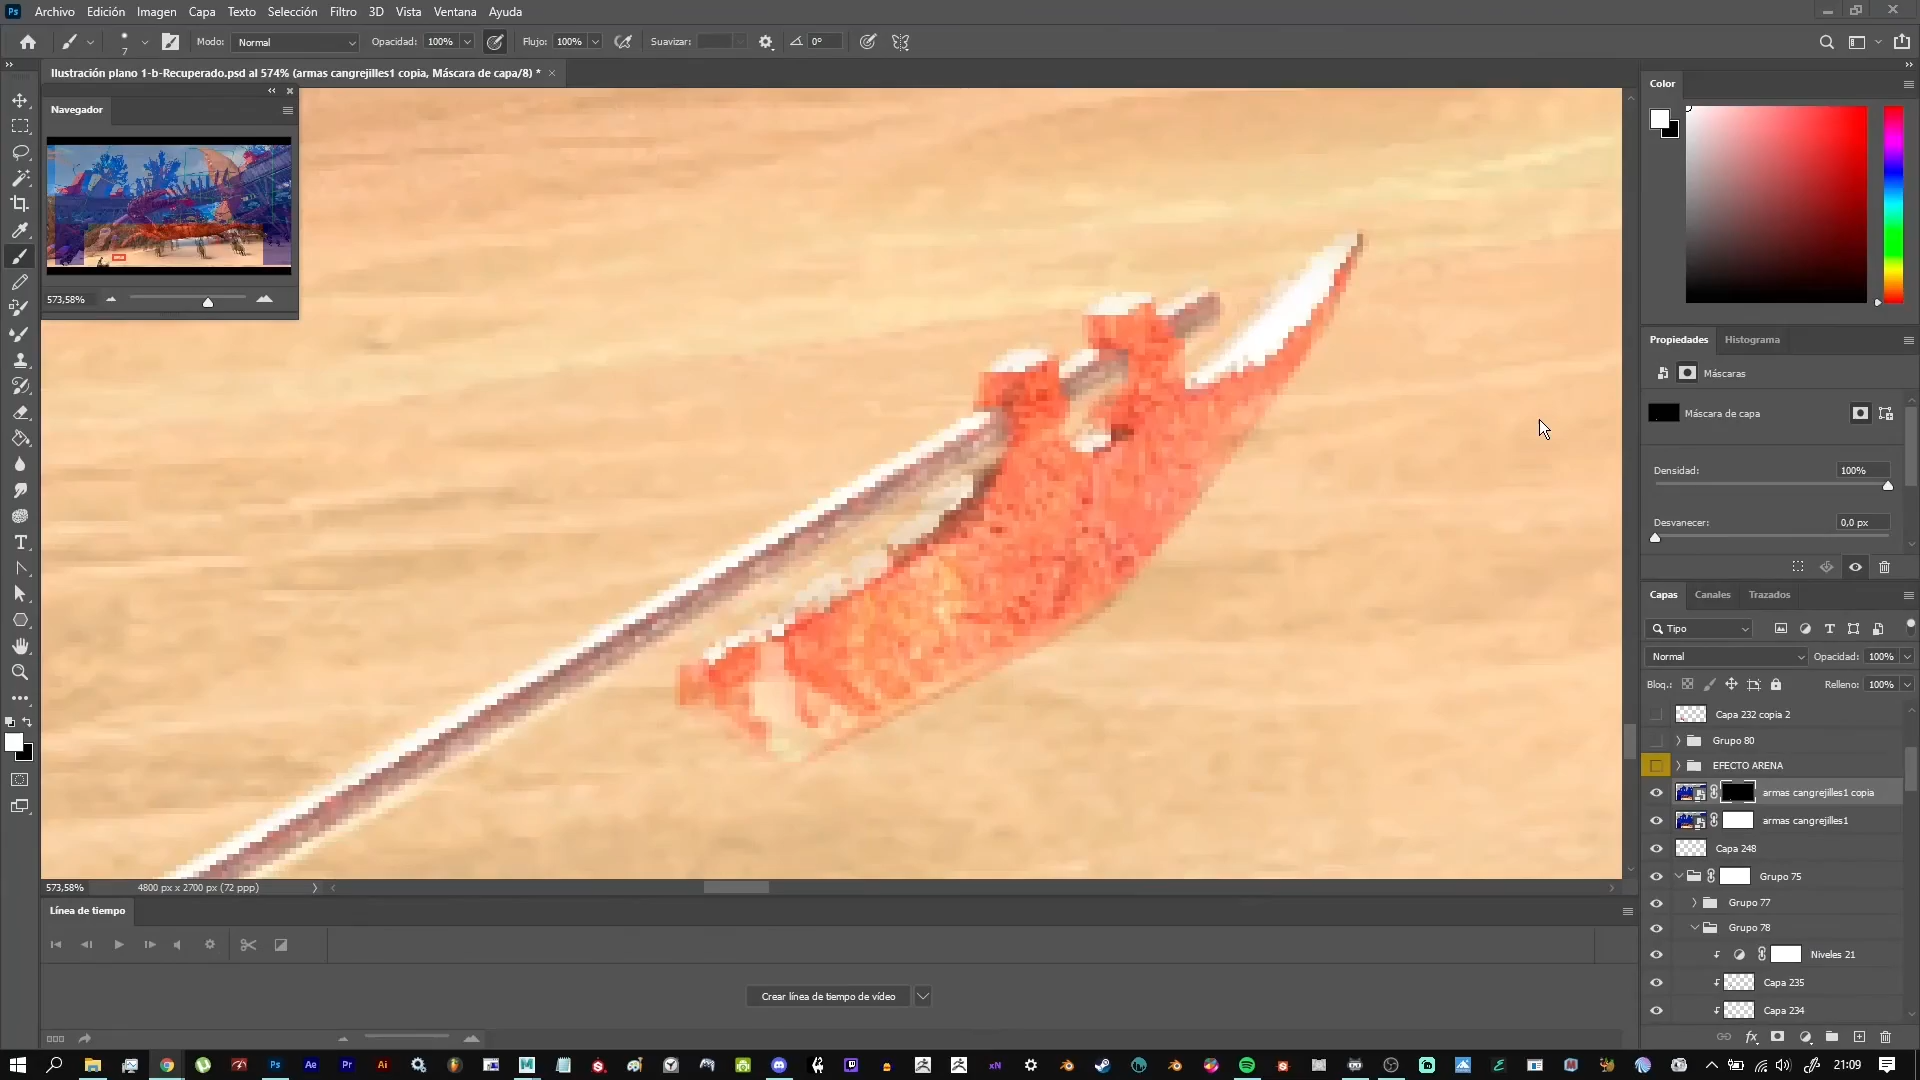 Archivo Edición Imagen Capa Texto Selección Filtro 3D Vista Ventana Ayuda
7 Modo: Normal Opacidad: 100% Flujo: 100% Suavizar: 0°
Ilustración plano 1-b-Recuperado.psd al 574% (armas cangrejilles1 copia, Máscara de capa/8) *
Navegador
573,58%
Color
Propiedades Histograma
Máscaras
Máscara de capa
Densidad: 100%
Desvanecer: 0,0 px
Capas Canales Trazados
Tipo
Normal Opacidad: 100%
Bloq.: Relleno: 100%
Capa 232 copia 2
Grupo 80
EFECTO ARENA
armas cangrejilles1 copia
armas cangrejilles1
Capa 248
Grupo 75
Grupo 77
Grupo 78
Niveles 21
Capa 235
Capa 234
573,58% 4800 px x 2700 px (72 ppp)
Línea de tiempo
Crear línea de tiempo de vídeo
21:09